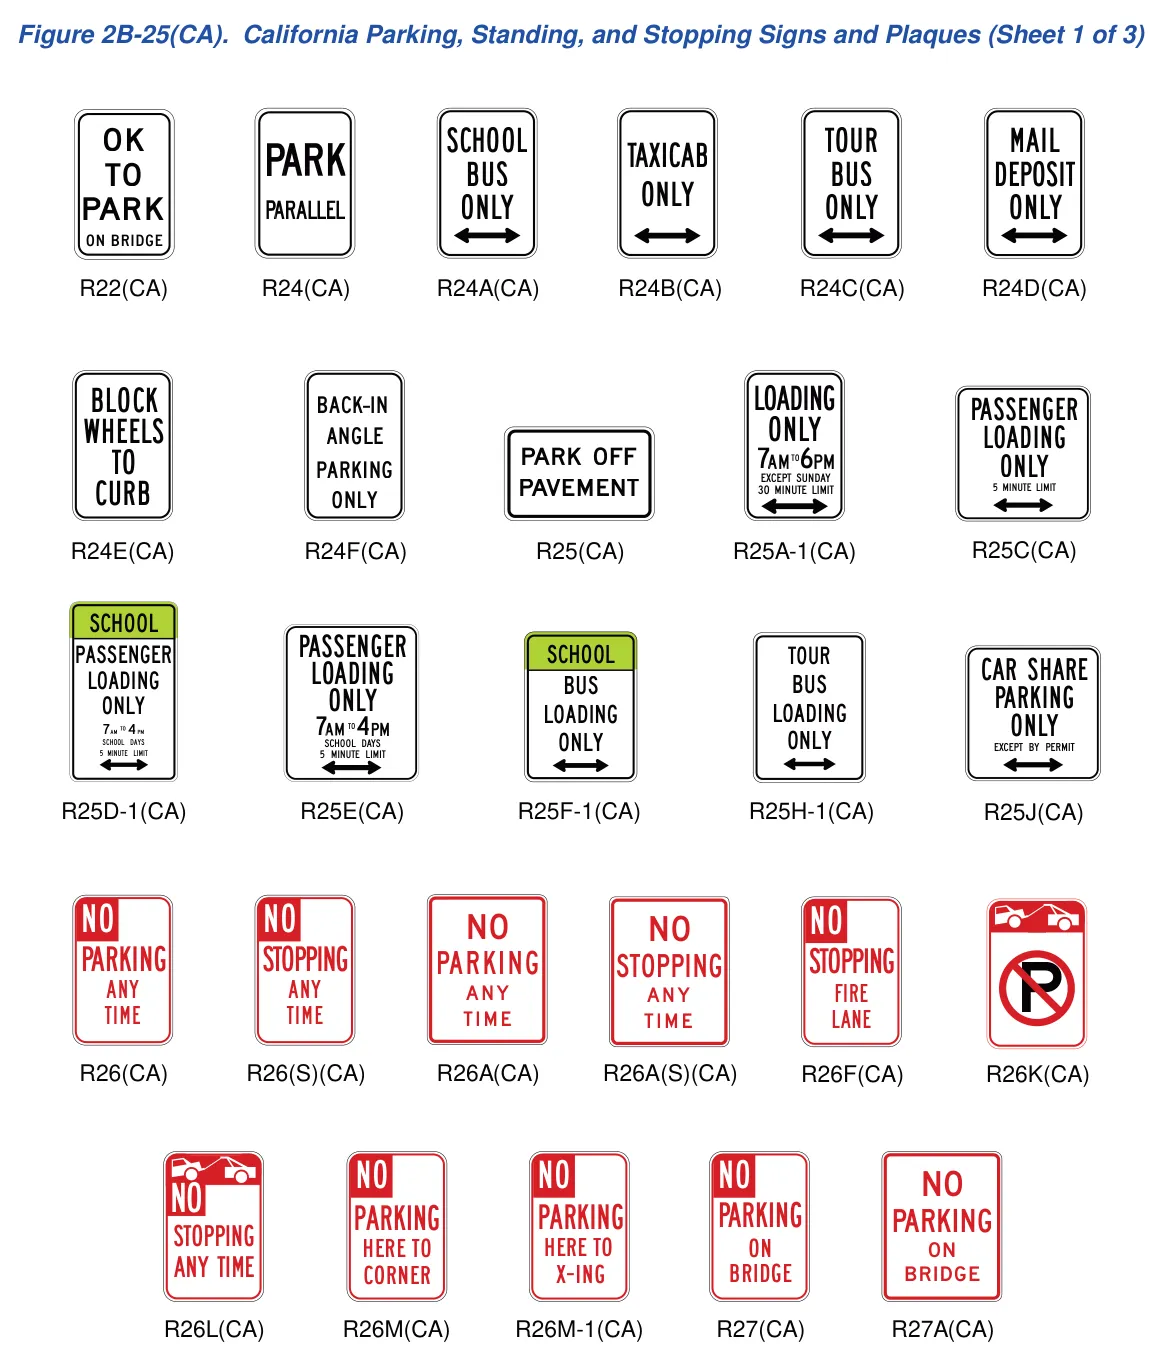 Figure 2B-25(CA). California Parking, Standing, and Stopping Signs and Plaques (Sheet 1 of 3)
OK
TO
PARK
ON BRIDGE
R22(CA)
PARK
PARALLEL
R24(CA)
SCHOOL
BUS
ONLY
R24A(CA)
TAXICAB
ONLY
R24B(CA)
TOUR
BUS
ONLY
R24C(CA)
MAIL
DEPOSIT
ONLY
R24D(CA)
BLOCK
WHEELS
TO
CURB
R24E(CA)
BACK-IN
ANGLE
PARKING
ONLY
R24F(CA)
PARK OFF
PAVEMENT
R25(CA)
LOADING
ONLY
7AM TO 6PM
EXCEPT SUNDAY
30 MINUTE LIMIT
R25A-1(CA)
PASSENGER
LOADING
ONLY
5 MINUTE LIMIT
R25C(CA)
SCHOOL
PASSENGER
LOADING
ONLY
7AM TO 4PM
SCHOOL DAYS
5 MINUTE LIMIT
R25D-1(CA)
PASSENGER
LOADING
ONLY
7AM TO 4PM
SCHOOL DAYS
5 MINUTE LIMIT
R25E(CA)
SCHOOL
BUS
LOADING
ONLY
R25F-1(CA)
TOUR
BUS
LOADING
ONLY
R25H-1(CA)
CAR SHARE
PARKING
ONLY
EXCEPT BY PERMIT
R25J(CA)
NO
PARKING
ANY
TIME
R26(CA)
NO
STOPPING
ANY
TIME
R26(S)(CA)
NO
PARKING
ANY
TIME
R26A(CA)
NO
STOPPING
ANY
TIME
R26A(S)(CA)
NO
STOPPING
FIRE
LANE
R26F(CA)
P
R26K(CA)
NO
STOPPING
ANY TIME
R26L(CA)
NO
PARKING
HERE TO
CORNER
R26M(CA)
NO
PARKING
HERE TO
X-ING
R26M-1(CA)
NO
PARKING
ON
BRIDGE
R27(CA)
NO
PARKING
ON
BRIDGE
R27A(CA)